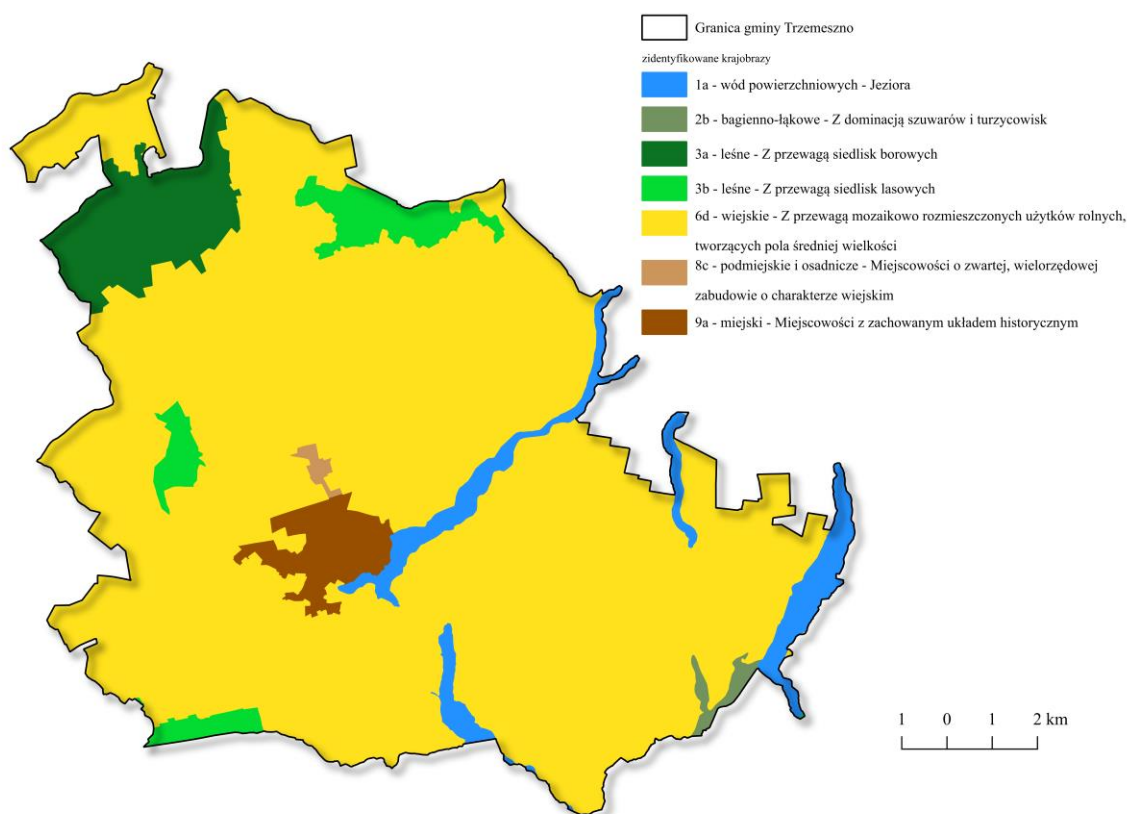 Granica gminy Trzemeszno
zidentyfikowane krajobrazy
1a - wód powierzchniowych - Jeziora
2b - bagienno-łąkowe - Z dominacją szuwarów i turzycowisk
3a - leśne - Z przewagą siedlisk borowych
3b - leśne - Z przewagą siedlisk lasowych
6d - wiejskie - Z przewagą mozaikowo rozmieszczonych użytków rolnych,
tworzących pola średniej wielkości
8c - podmiejskie i osadnicze - Miejscowości o zwartej, wielorzędowej
zabudowie o charakterze wiejskim
9a - miejski - Miejscowości z zachowanym układem historycznym
1 0 1 2 km